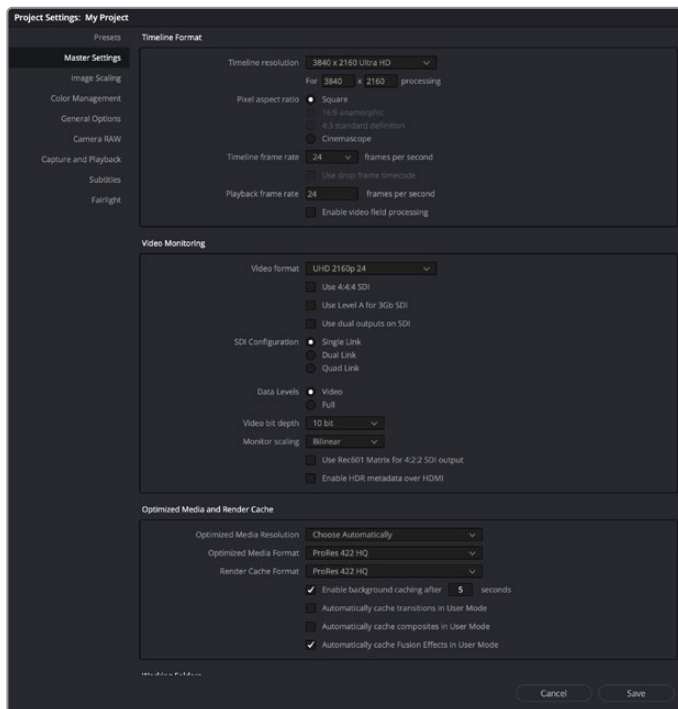 Project Settings: My Project
Presets
Master Settings
Image Scaling
Color Management
General Options
Camera RAW
Capture and Playback
Subtitles
Fairlight
Timeline Format
Timeline resolution 3840 x 2160 Ultra HD
For 3840 x 2160 processing
Pixel aspect ratio Square
16:9 anamorphic
4:3 standard definition
Cinemascope
Timeline frame rate 24 frames per second
Use drop frame timecode
Playback frame rate 24 frames per second
Enable video field processing
Video Monitoring
Video format UHD 2160p 24
Use 4:4:4 SDI
Use Level A for 3Gb SDI
Use dual outputs on SDI
SDI Configuration Single Link
Dual Link
Quad Link
Data Levels Video
Full
Video bit depth 10 bit
Monitor scaling Bilinear
Use Rec601 Matrix for 4:2:2 SDI output
Enable HDR metadata over HDMI
Optimized Media and Render Cache
Optimized Media Resolution Choose Automatically
Optimized Media Format ProRes 422 HQ
Render Cache Format ProRes 422 HQ
Enable background caching after 5 seconds
Automatically cache transitions in User Mode
Automatically cache composites in User Mode
Automatically cache Fusion Effects in User Mode
Working Folders
Cancel Save